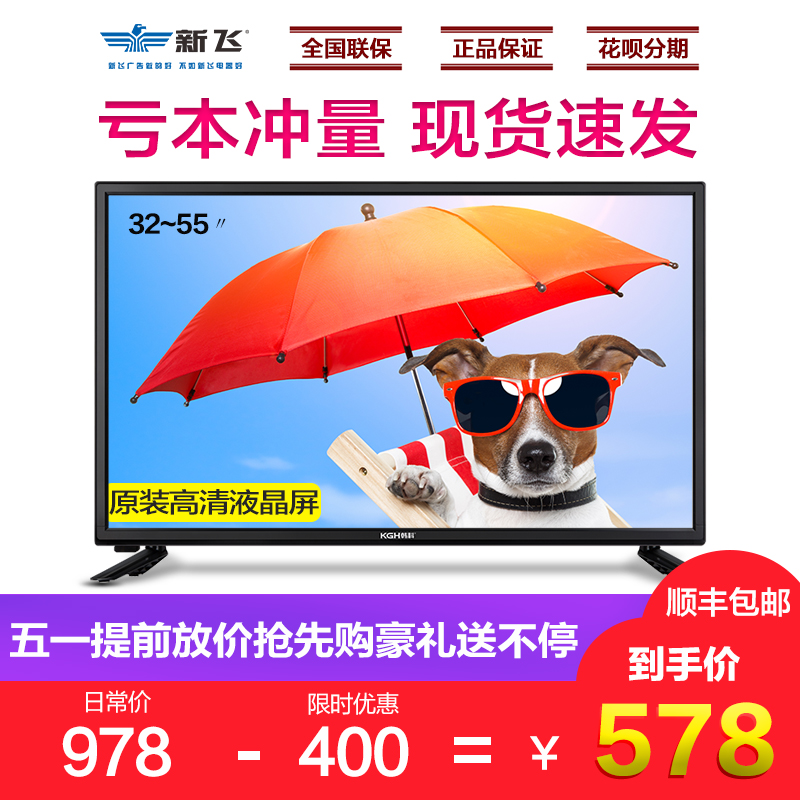 新飞®
新飞广告做的好 不如新飞电器好
全国联保
正品保证
花呗分期
亏本冲量 现货速发
32~55〃
原装高清液晶屏
KGH韩科
顺丰包邮
五一提前放价抢先购豪礼送不停
到手价
日常价
限时优惠
978 - 400 = ¥ 578